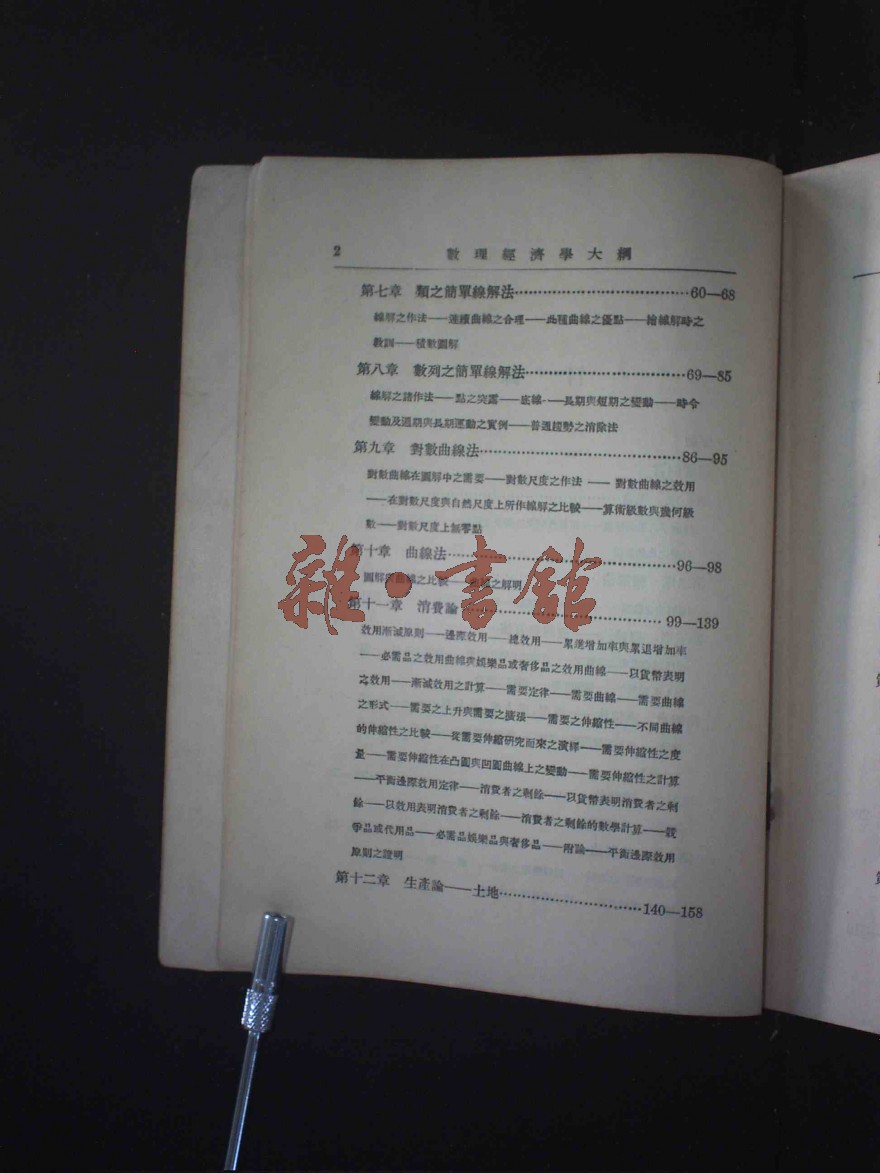 2
數理經濟學大綱
第七章 類之簡單線解法……60—68
線解之作法——連續曲線之合理——此種曲線之優點——繪線解時之
教訓——積數圖解
第八章 數列之簡單線解法……69—85
線解之諸作法——點之突露——底線——長期與短期之變動——時令
變動及週期與長期運動之實例——普通趨勢之消除法
第九章 對數曲線法……86—95
對數曲線在圖解中之需要——對數尺度之作法——對數曲線之效用
——在對數尺度與自然尺度上所作線解之比較——算術級數與幾何級
數——對數尺度上無零點
第十章 曲線法……96—98
圖解與曲線之比較——之解明
第十一章 消費論……99—139
效用漸減原則——邊際效用——總效用——累進增加率與累退增加率
——必需品之效用曲線與娛樂品或奢侈品之效用曲線——以貨幣表明
之效用——漸減效用之計算——需要定律——需要曲線——需要曲線
之形式——需要之上升與需要之擴張——需要之伸縮性——不同曲線
的伸縮性之比較——從需要伸縮研究而來之演繹——需要伸縮性之度
量——需要伸縮性在凸圓與凹圓曲線上之變動——需要伸縮性之計算
——平衡邊際效用定律——消費者之剩餘——以貨幣表明消費者之剩
餘——以效用表明消費者之剩餘——消費者之剩餘的數學計算——競
爭品或代用品——必需品娛樂品與奢侈品——附論——平衡邊際效用
原則之證明
第十二章 生產論——土地……140—158
雜·書館